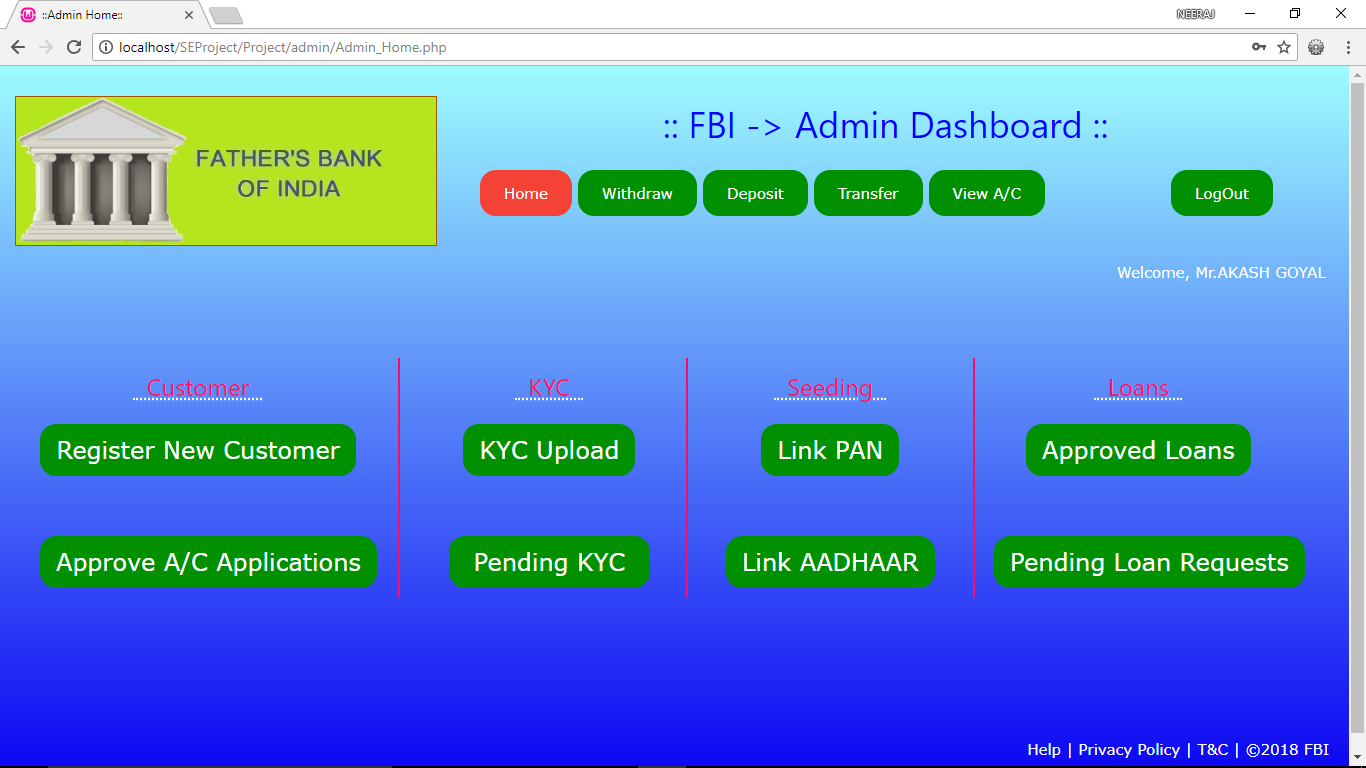 ::Admin Home::
NEERAJ
localhost/SEProject/Project/admin/Admin_Home.php
FATHER'S BANK
OF INDIA
:: FBI -> Admin Dashboard ::
Home Withdraw Deposit Transfer View A/C LogOut
Welcome, Mr.AKASH GOYAL
Customer KYC Seeding Loans
Register New Customer KYC Upload Link PAN Approved Loans
Approve A/C Applications Pending KYC Link AADHAAR Pending Loan Requests
Help | Privacy Policy | T&C | ©2018 FBI